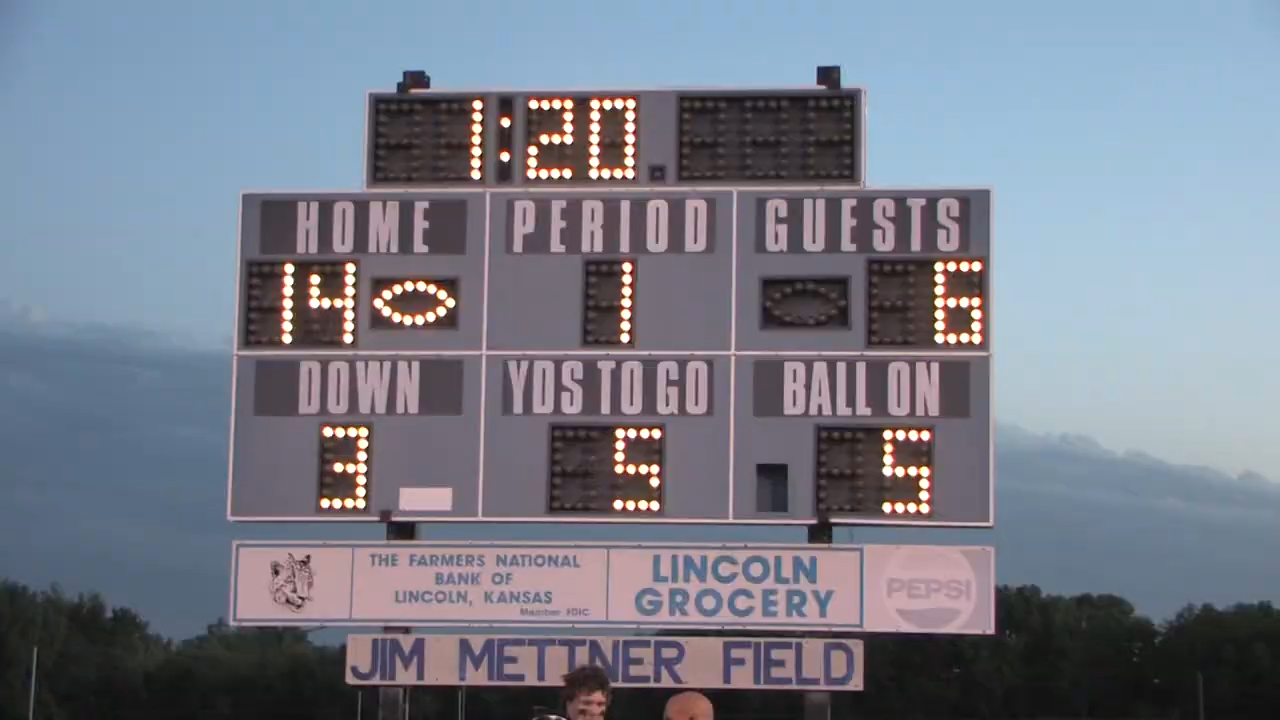 1:20
HOME PERIOD GUESTS
14 1 6
DOWN YDS TO GO BALL ON
3 5 5
THE FARMERS NATIONAL
BANK OF
LINCOLN, KANSAS
Member FDIC
LINCOLN
GROCERY
PEPSI
JIM METTNER FIELD